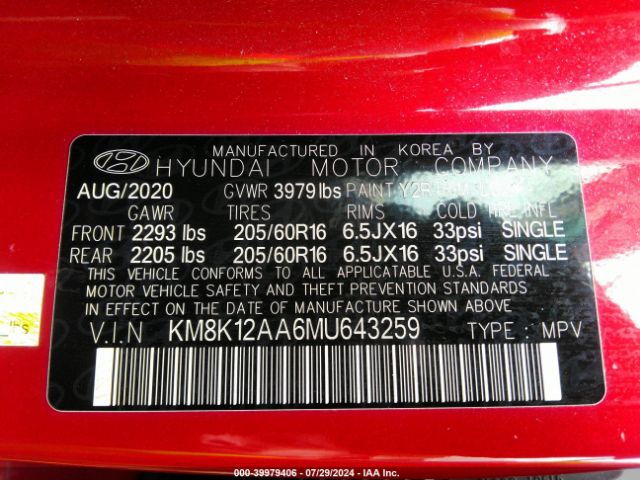 MANUFACTURED IN KOREA BY
HYUNDAI MOTOR COMPANY
AUG/2020 GVWR 3979 lbs PAINT Y2R
GAWR TIRES RIMS COLD TIRE INFL
FRONT 2293 lbs 205/60R16 6.5JX16 33psi SINGLE
REAR 2205 lbs 205/60R16 6.5JX16 33psi SINGLE
THIS VEHICLE CONFORMS TO ALL APPLICABLE U.S.A. FEDERAL
MOTOR VEHICLE SAFETY AND THEFT PREVENTION STANDARDS
IN EFFECT ON THE DATE OF MANUFACTURE SHOWN ABOVE.
V.I.N KM8K12AA6MU643259 TYPE : MPV
000-39979406 - 07/29/2024 - IAA Inc.